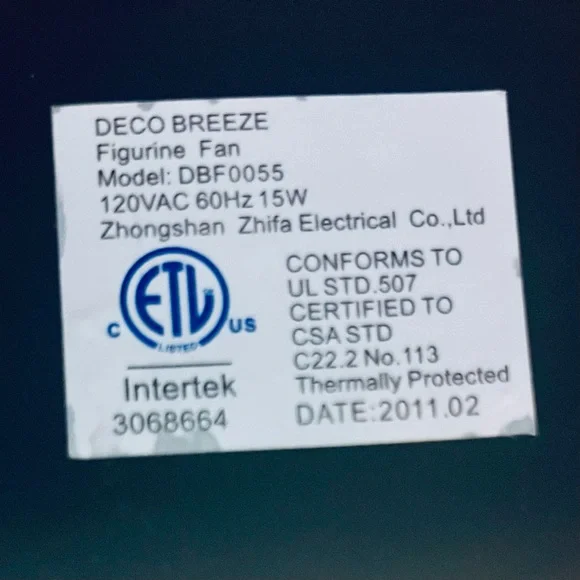 DECO BREEZE
Figurine Fan
Model: DBF0055
120VAC 60Hz 15W
Zhongshan Zhifa Electrical Co.,Ltd
ETL
C US
LISTED
Intertek
3068664
CONFORMS TO
UL STD.507
CERTIFIED TO
CSA STD
C22.2 No.113
Thermally Protected
DATE:2011.02